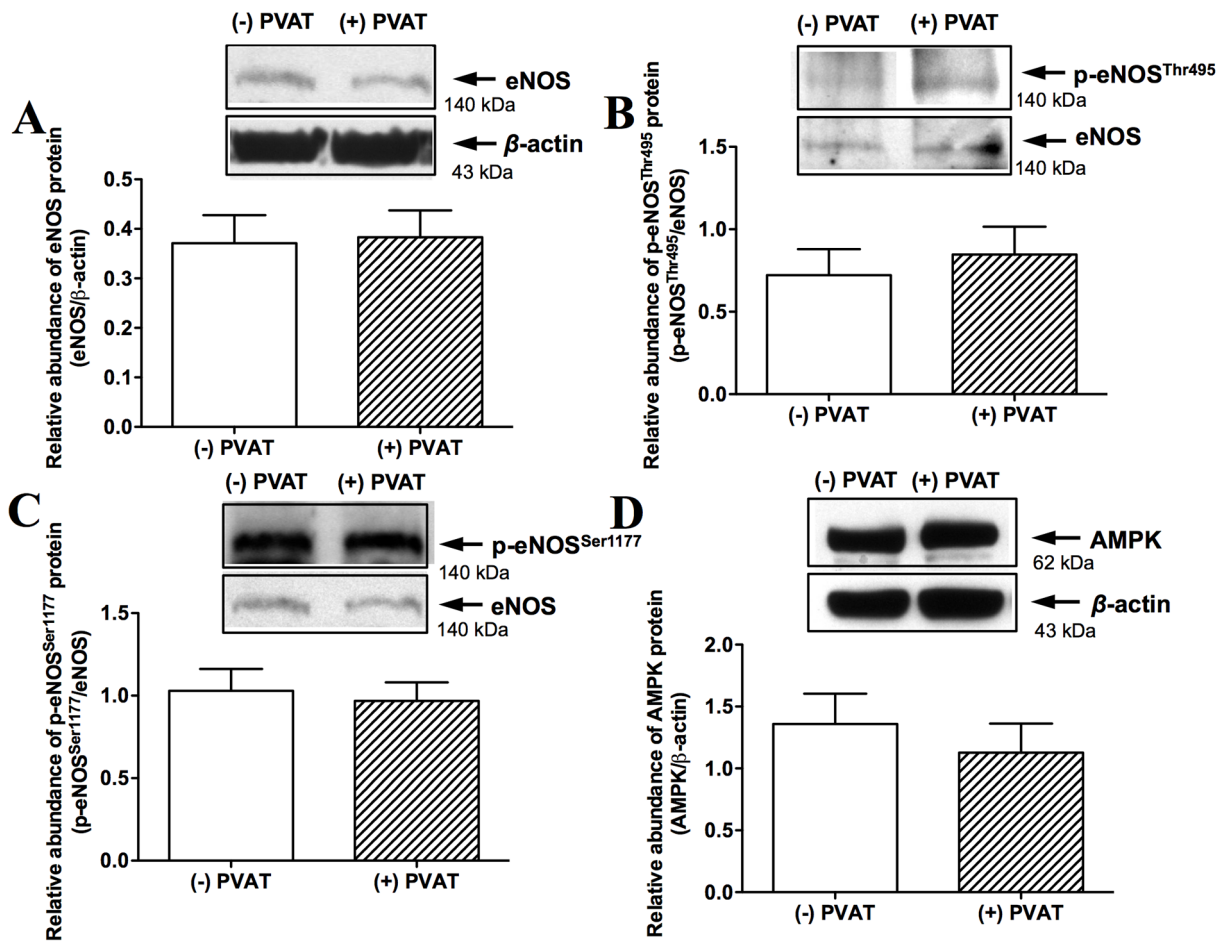 A
(-) PVAT (+) PVAT
eNOS
140 kDa
β-actin
43 kDa
Relative abundance of eNOS protein
(eNOS/β-actin)
0.5
0.4
0.3
0.2
0.1
0.0
(-) PVAT (+) PVAT
B
(-) PVAT (+) PVAT
p-eNOSThr495
140 kDa
eNOS
140 kDa
Relative abundance of p-eNOSThr495 protein
(p-eNOSThr495/eNOS)
1.5
1.0
0.5
0.0
(-) PVAT (+) PVAT
C
(-) PVAT (+) PVAT
p-eNOSSer1177
140 kDa
eNOS
140 kDa
Relative abundance of p-eNOSSer1177 protein
(p-eNOSSer1177/eNOS)
1.5
1.0
0.5
0.0
(-) PVAT (+) PVAT
D
(-) PVAT (+) PVAT
AMPK
62 kDa
β-actin
43 kDa
Relative abundance of AMPK protein
(AMPK/β-actin)
2.0
1.5
1.0
0.5
0.0
(-) PVAT (+) PVAT